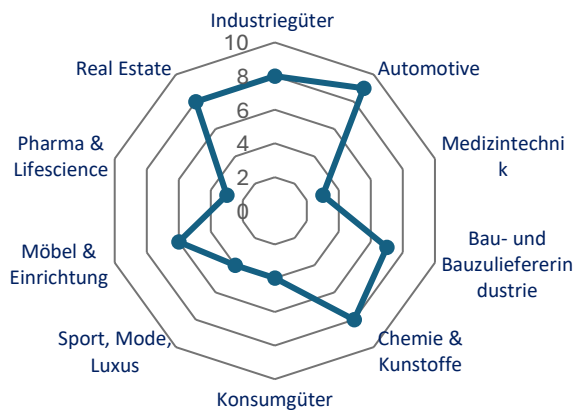 Industriegüter
10
8
6
4
2
0
Automotive
Medizintechni
k
Bau- und
Bauzuliefererin
dustrie
Chemie &
Kunstoffe
Konsumgüter
Sport, Mode,
Luxus
Möbel &
Einrichtung
Pharma &
Lifescience
Real Estate